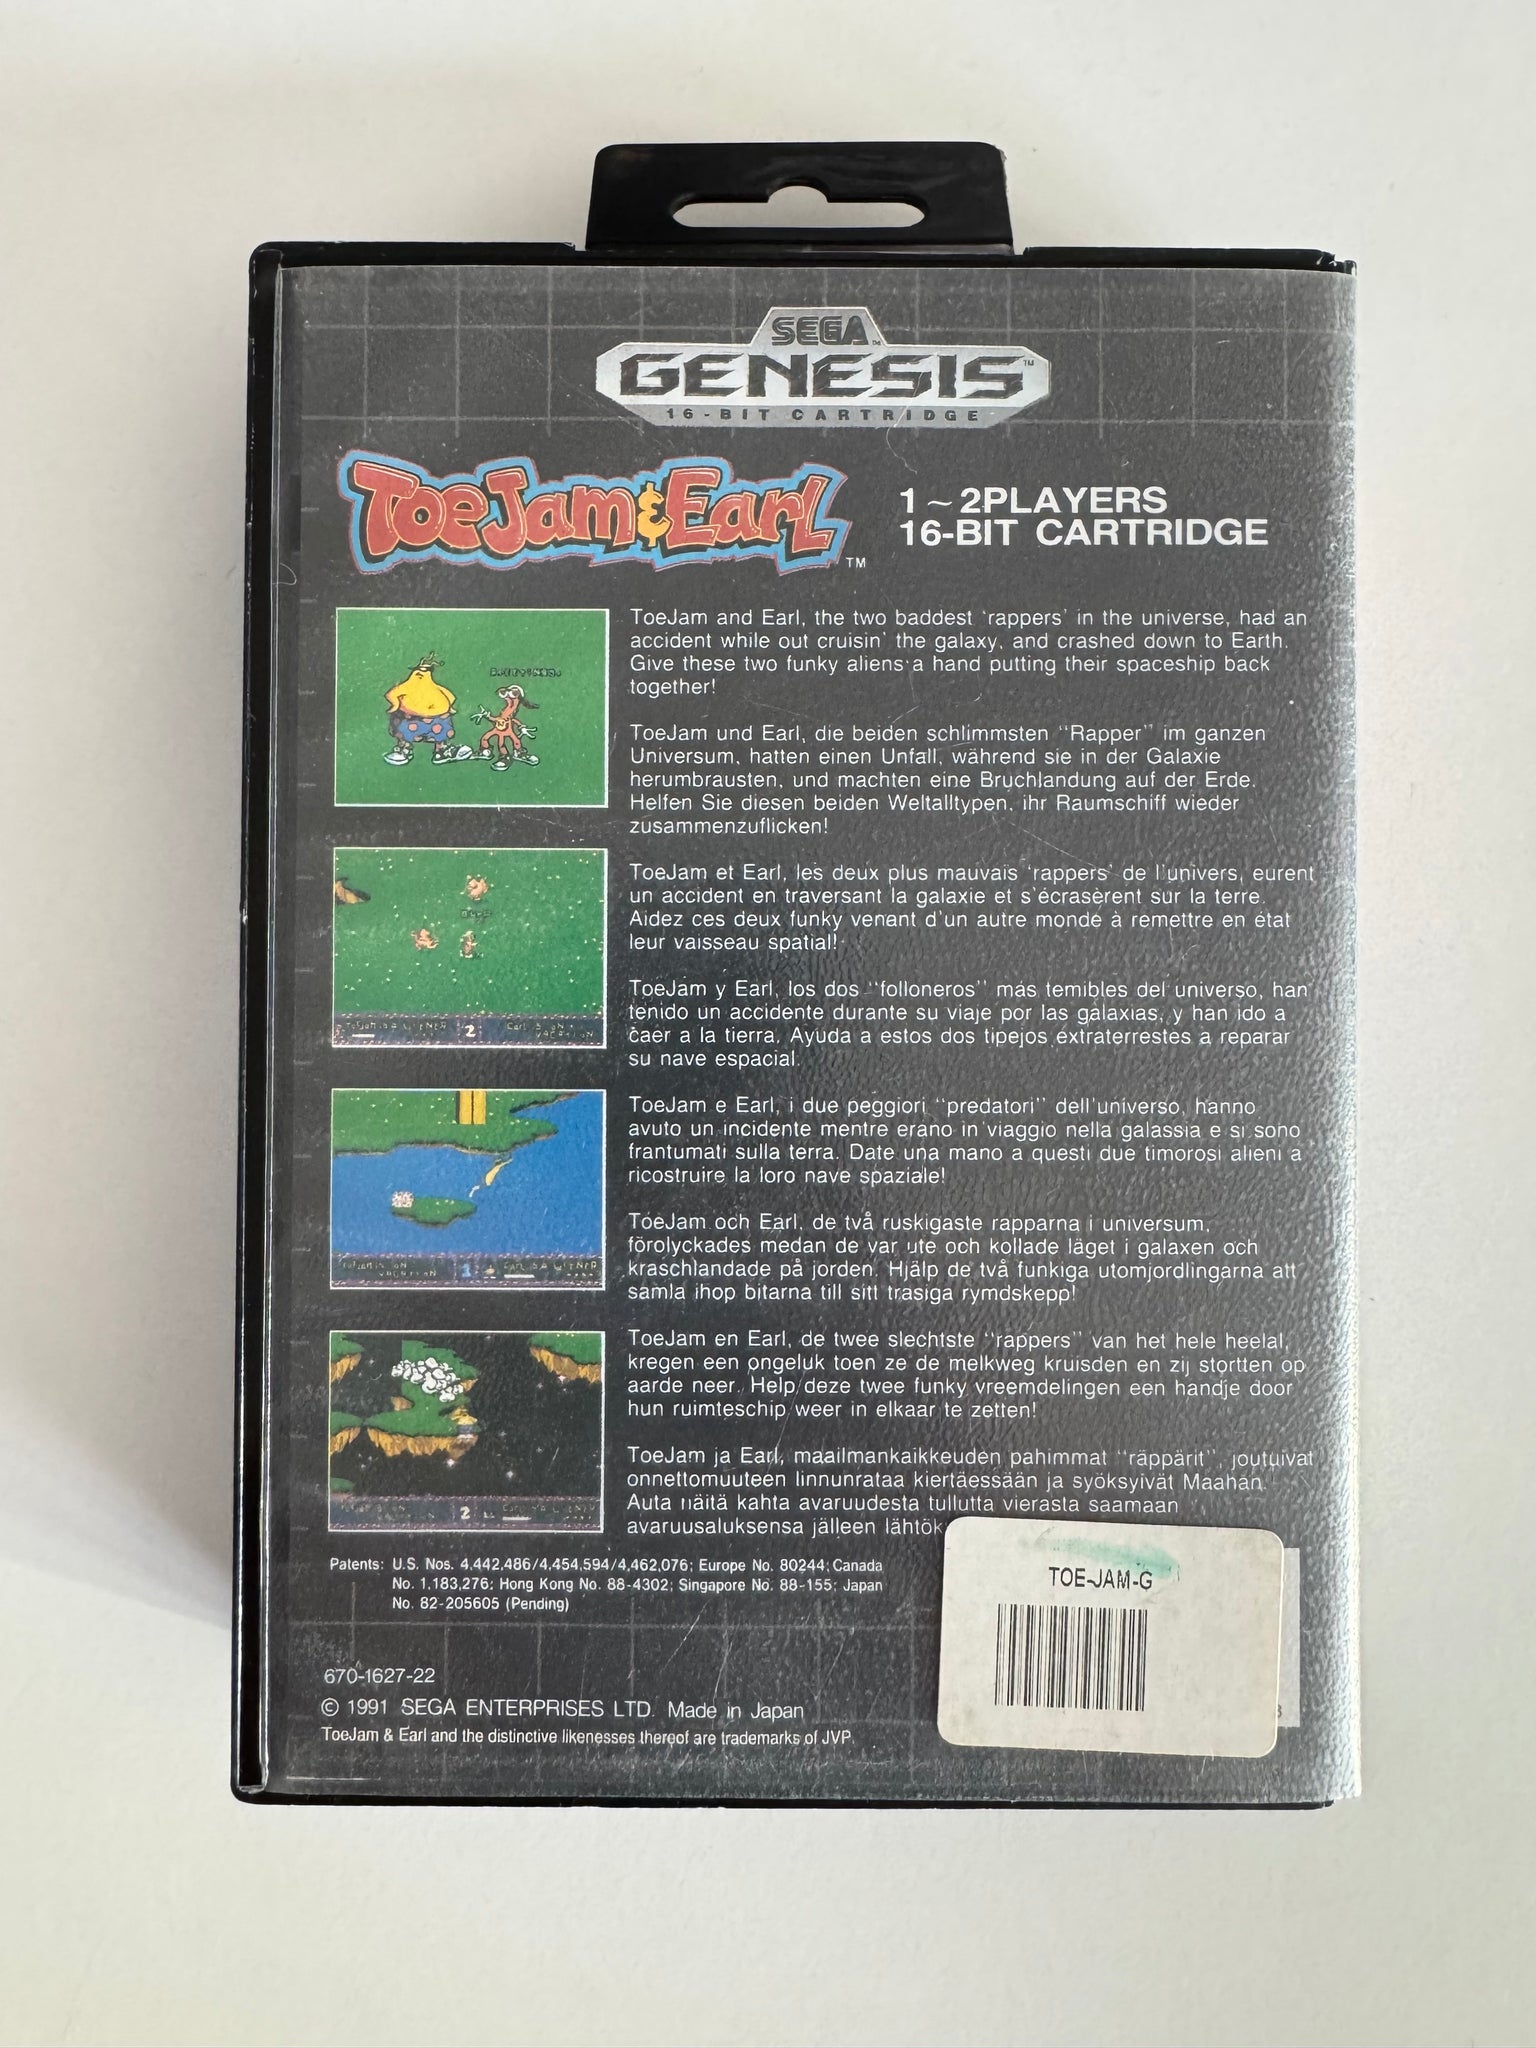 SEGA
GENESIS™
16-BIT CARTRIDGE
ToeJam & Earl™
1~2PLAYERS
16-BIT CARTRIDGE
ToeJam and Earl, the two baddest 'rappers' in the universe, had an
accident while out cruisin' the galaxy, and crashed down to Earth.
Give these two funky aliens a hand putting their spaceship back
together!
ToeJam und Earl, die beiden schlimmsten "Rapper" im ganzen
Universum, hatten einen Unfall, während sie in der Galaxie
herumbrausten, und machten eine Bruchlandung auf der Erde.
Helfen Sie diesen beiden Weltalltypen, ihr Raumschiff wieder
zusammenzuflicken!
ToeJam et Earl, les deux plus mauvais 'rappers' de l'univers, eurent
un accident en traversant la galaxie et s'écrasèrent sur la terre.
Aidez ces deux funky venant d'un autre monde à remettre en état
leur vaisseau spatial!
ToeJam y Earl, los dos "folloneros" más temibles del universo, han
tenido un accidente durante su viaje por las galaxias, y han ido a
caer a la tierra. Ayuda a estos dos tipejos extraterrestres a reparar
su nave espacial.
ToeJam e Earl, i due peggiori "predatori" dell'universo, hanno
avuto un incidente mentre erano in viaggio nella galassia e si sono
frantumati sulla terra. Date una mano a questi due timorosi alieni a
ricostruire la loro nave spaziale!
ToeJam och Earl, de två ruskigaste rapparna i universum,
förolyckades medan de var ute och kollade läget i galaxen och
kraschlandade på jorden. Hjälp de två funkiga utomjordlingarna att
samla ihop bitarna till sitt trasiga rymdskepp!
ToeJam en Earl, de twee slechtste "rappers" van het hele heelal,
kregen een ongeluk toen ze de melkweg kruisden en zij stortten op
aarde neer. Help deze twee funky vreemdelingen een handje door
hun ruimteschip weer in elkaar te zetten!
ToeJam ja Earl, maailmankaikkeuden pahimmat "räppärit", joutuivat
onnettomuuteen linnunrataa kiertäessään ja syöksyivät Maahan.
Auta näitä kahta avaruudesta tullutta vierasta saamaan
avaruusaluksensa jälleen lähtök
Patents: U.S. Nos. 4,442,486/4,454,594/4,462,076; Europe No. 80244; Canada
No. 1,183,276; Hong Kong No. 88-4302; Singapore No. 88-155; Japan
No. 82-205605 (Pending)
TOE-JAM-G
670-1627-22
© 1991 SEGA ENTERPRISES LTD. Made in Japan
ToeJam & Earl and the distinctive likenesses thereof are trademarks of JVP.